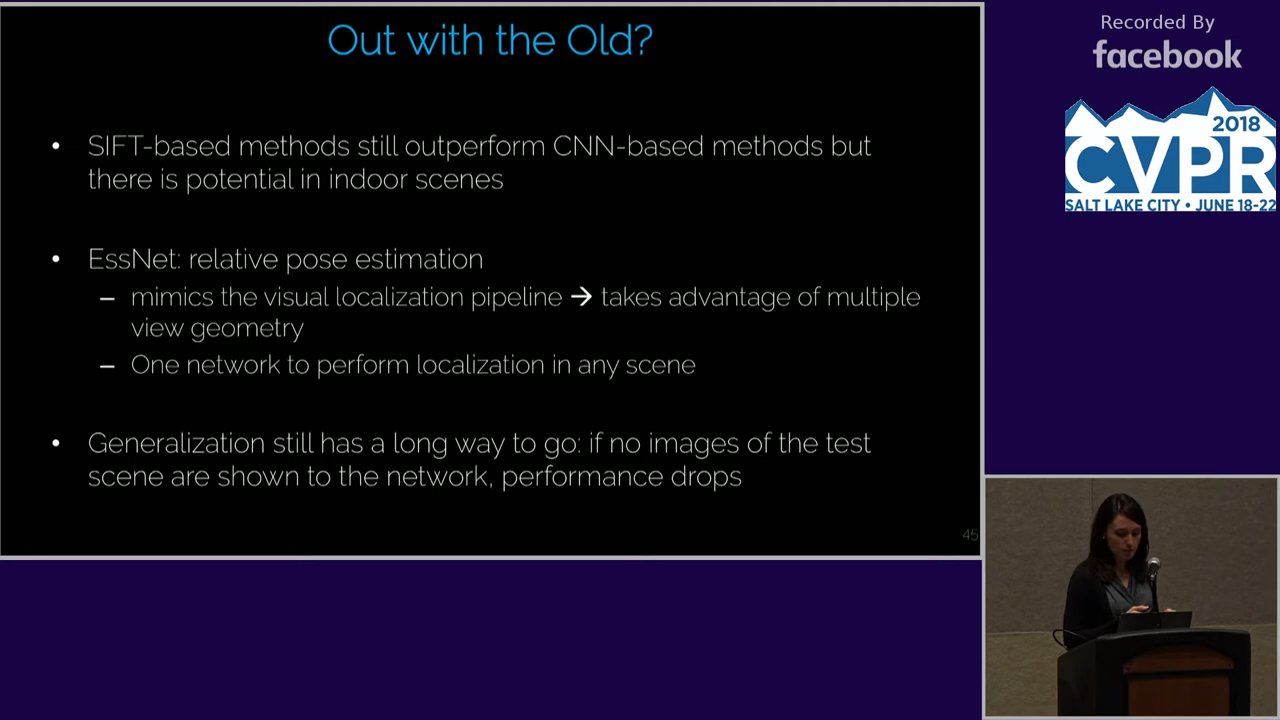 Out with the Old?
• SIFT-based methods still outperform CNN-based methods but
there is potential in indoor scenes
• EssNet: relative pose estimation
– mimics the visual localization pipeline → takes advantage of multiple
view geometry
– One network to perform localization in any scene
• Generalization still has a long way to go: if no images of the test
scene are shown to the network, performance drops
45
Recorded By
facebook
2018
CVPR
SALT LAKE CITY • JUNE 18-22